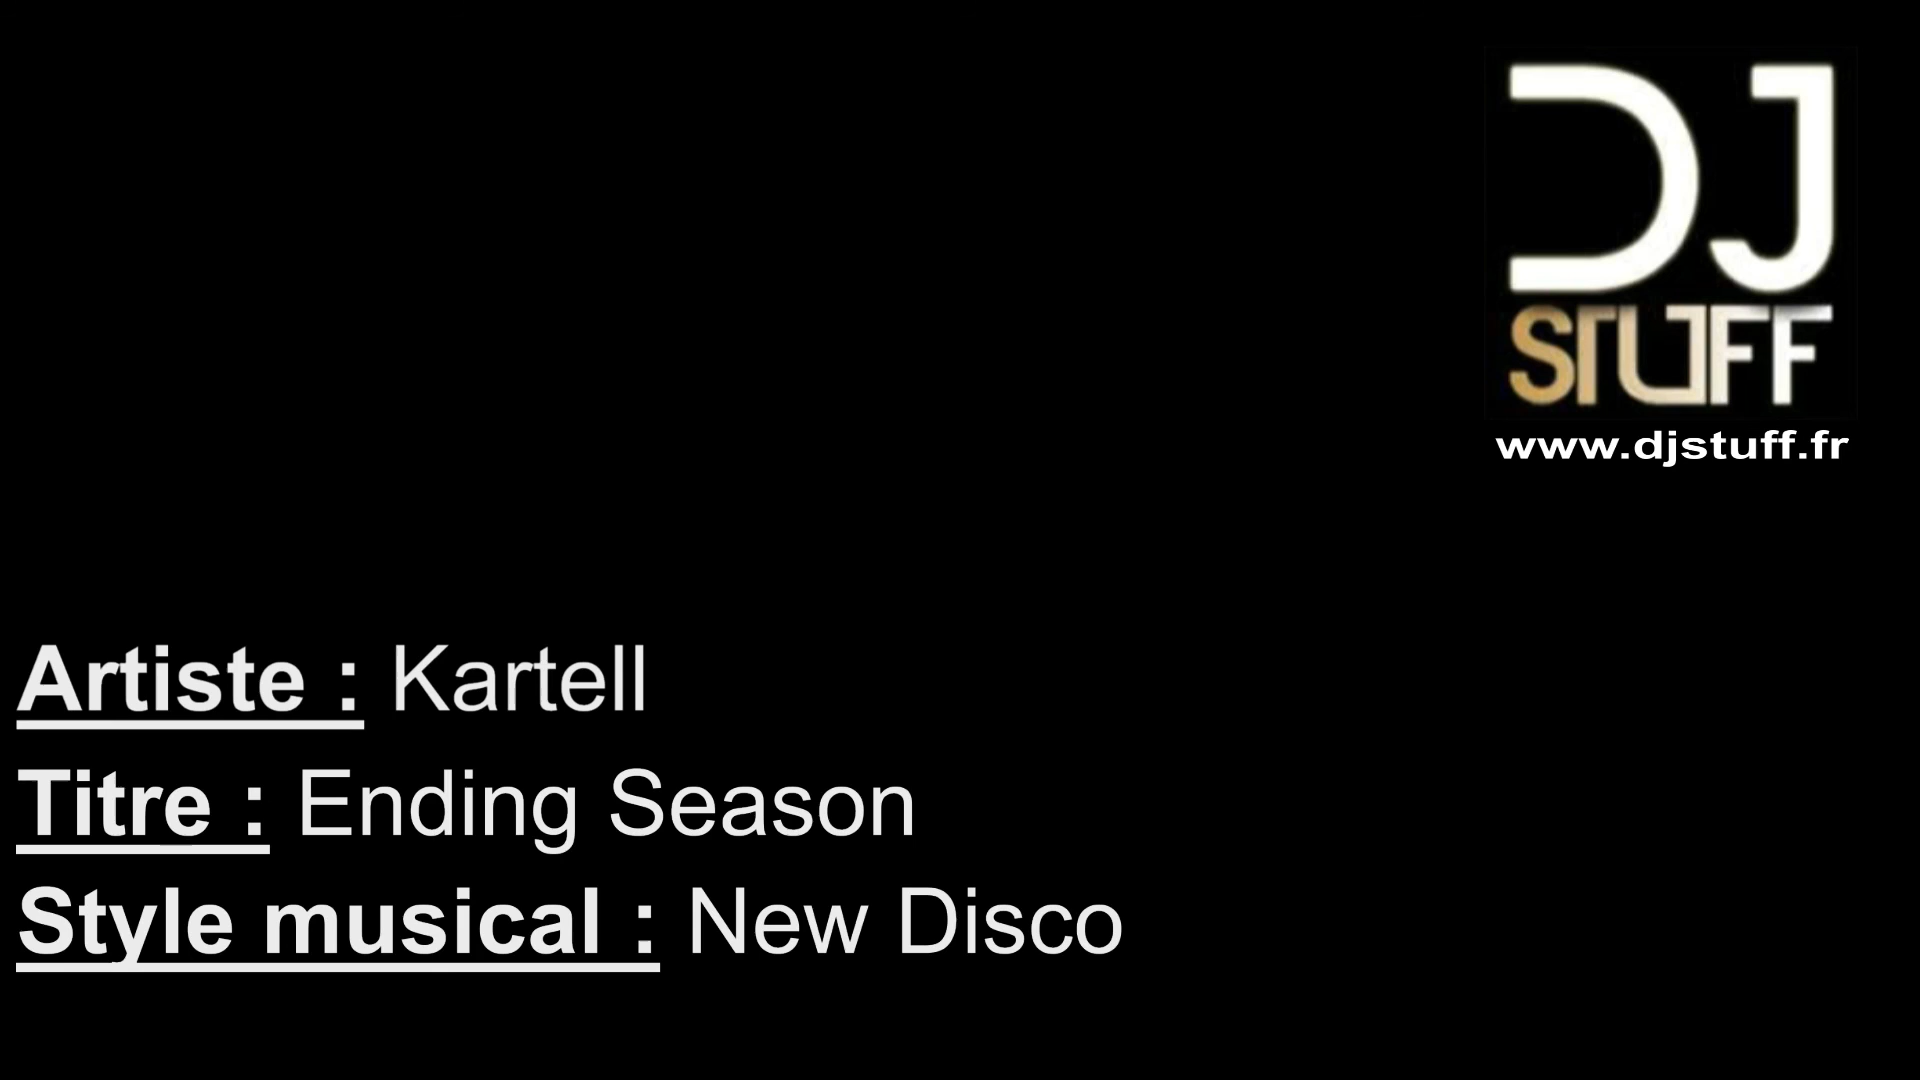 DJ
STUFF
www.djstuff.fr
Artiste : Kartell
Titre : Ending Season
Style musical : New Disco